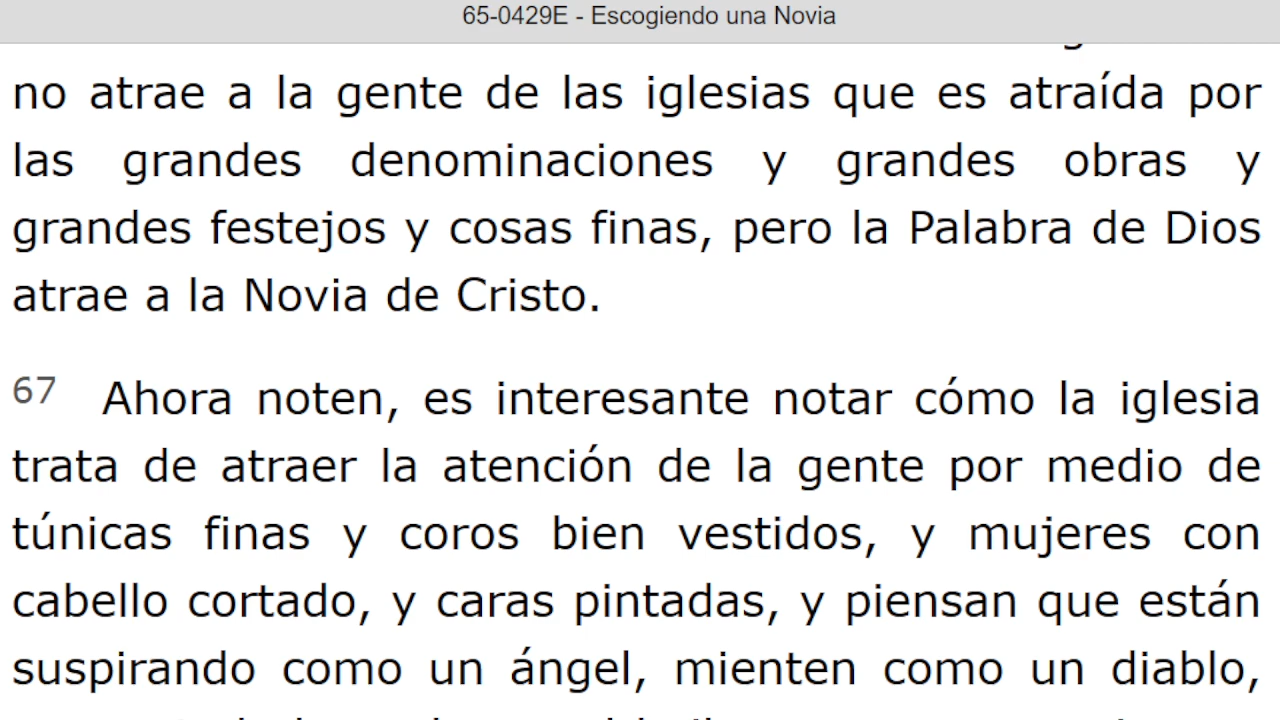 65-0429E - Escogiendo una Novia
no atrae a la gente de las iglesias que es atraída por
las grandes denominaciones y grandes obras y
grandes festejos y cosas finas, pero la Palabra de Dios
atrae a la Novia de Cristo.
67 Ahora noten, es interesante notar cómo la iglesia
trata de atraer la atención de la gente por medio de
túnicas finas y coros bien vestidos, y mujeres con
cabello cortado, y caras pintadas, y piensan que están
suspirando como un ángel, mienten como un diablo,